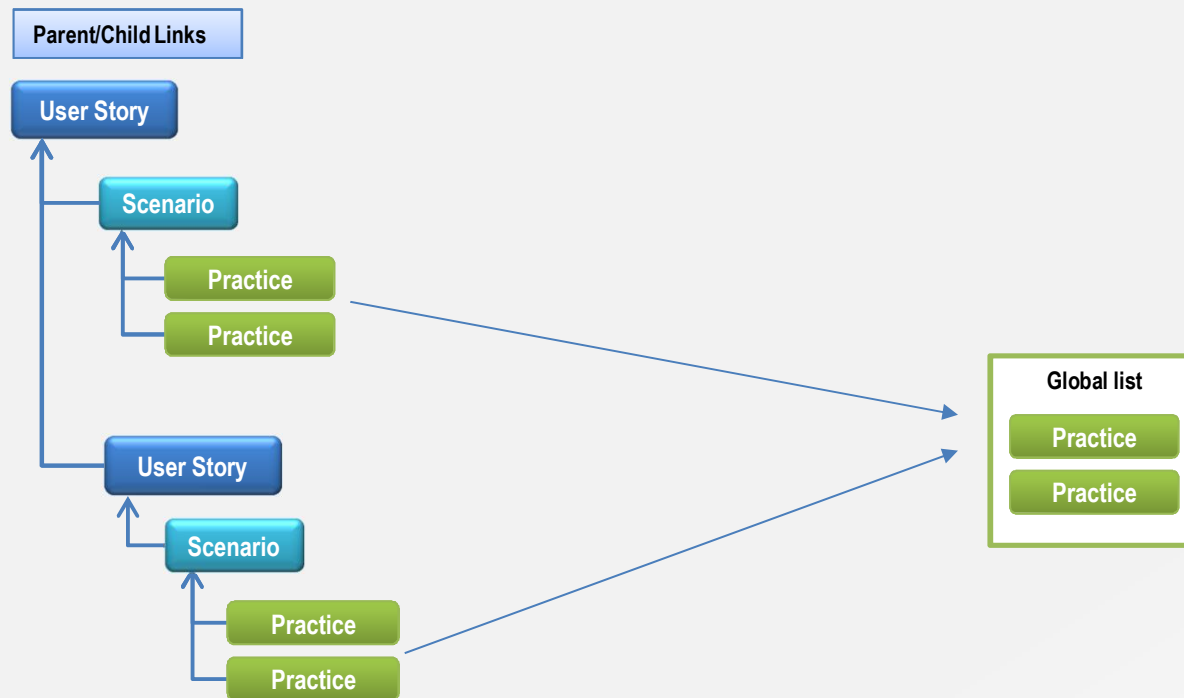 Parent/Child Links
User Story
Scenario
Practice
Practice
User Story
Scenario
Practice
Practice
Global list
Practice
Practice